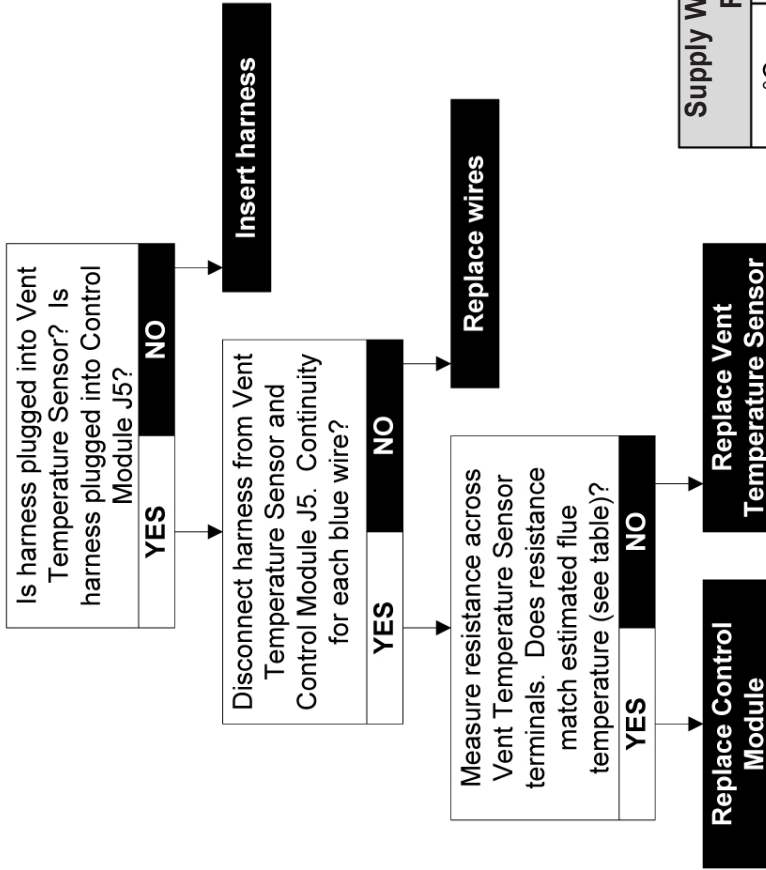 Is harness plugged into Vent
Temperature Sensor? Is
harness plugged into Control
Module J5?
YES
NO
Insert harness
Disconnect harness from Vent
Temperature Sensor and
Control Module J5. Continuity
for each blue wire?
YES
NO
Replace wires
Measure resistance across
Vent Temperature Sensor
terminals. Does resistance
match estimated flue
temperature (see table)?
YES
NO
Replace Control
Module
Replace Vent
Temperature Sensor
Supply W